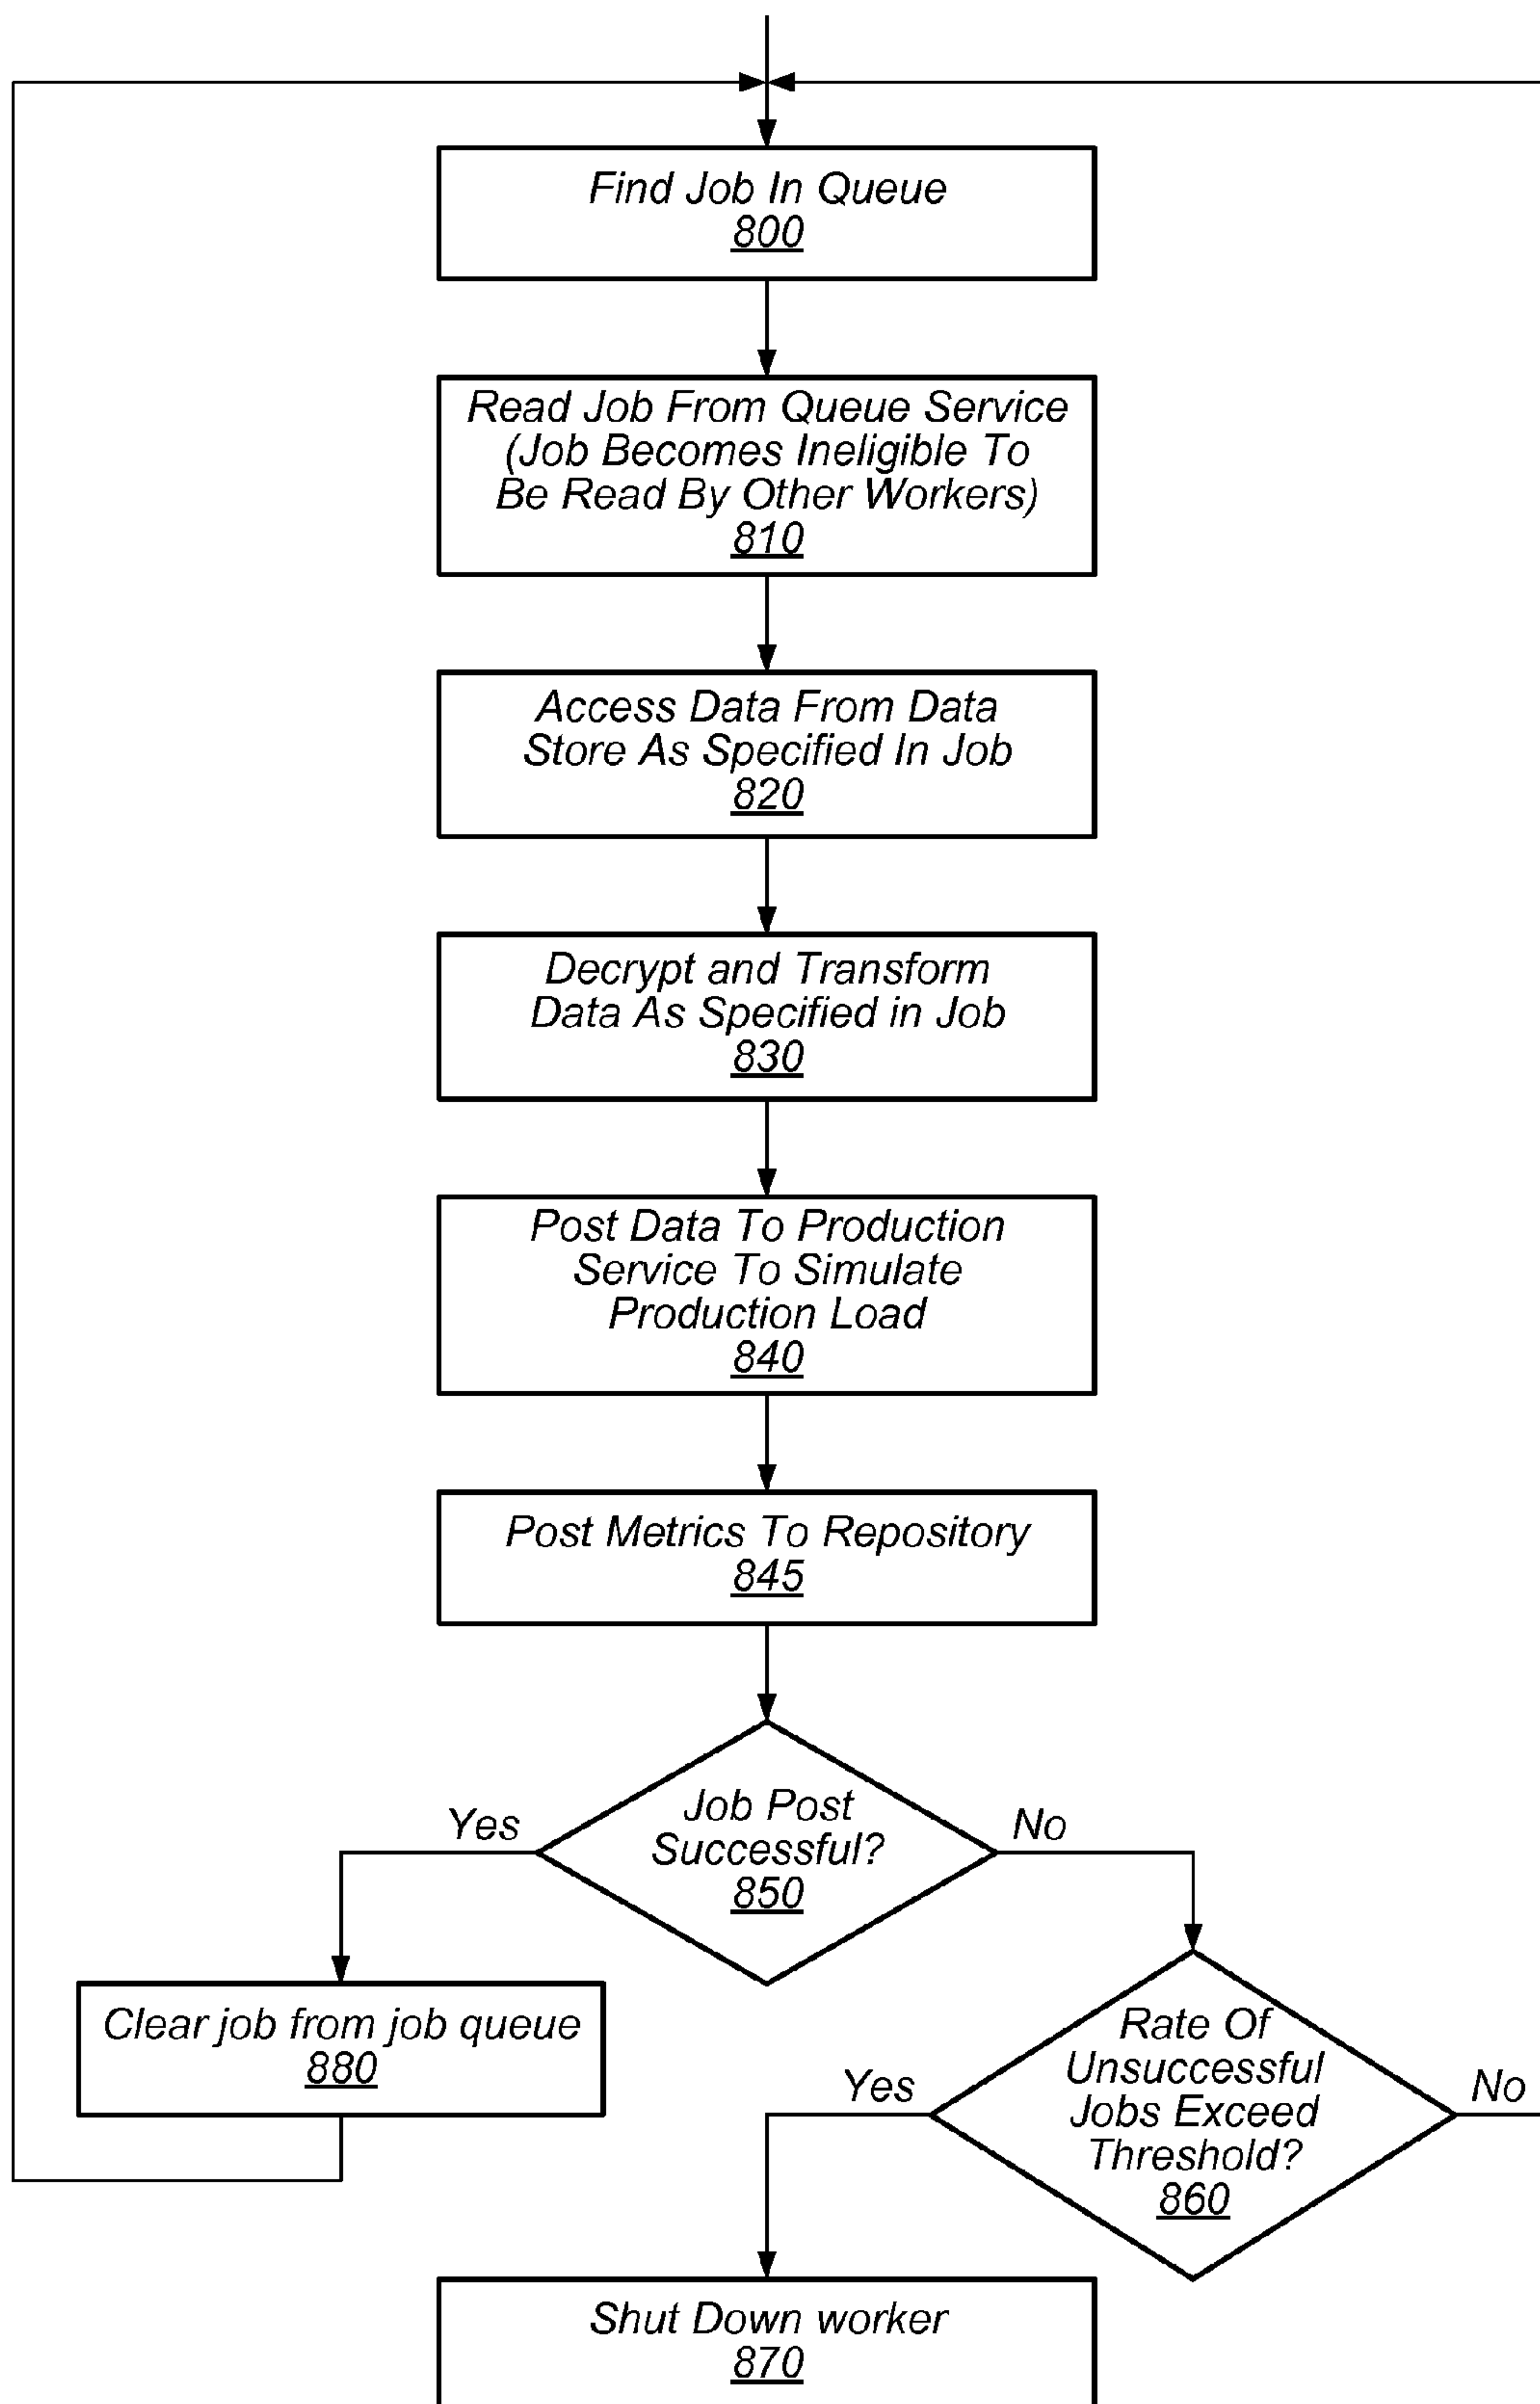 Find Job In Queue
800
Read Job From Queue Service
(Job Becomes Ineligible To
Be Read By Other Workers)
810
Access Data From Data
Store As Specified In Job
820
Decrypt and Transform
Data As Specified in Job
830
Post Data To Production
Service To Simulate
Production Load
840
Post Metrics To Repository
845
Job Post
Successful?
850
Yes
No
Clear job from job queue
880
Rate Of
Unsuccessful
Jobs Exceed
Threshold?
860
Yes
No
Shut Down worker
870